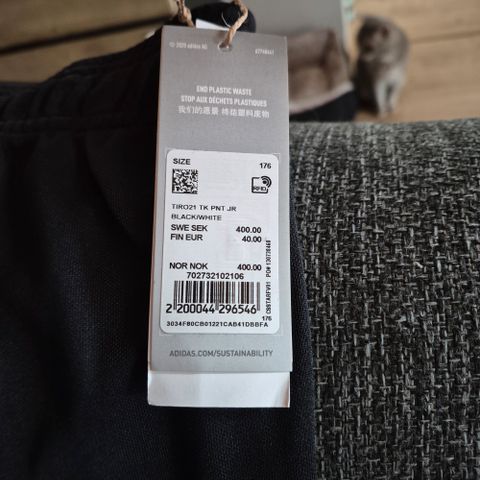 © 2020 adidas AG
END PLASTIC WASTE
STOP AUX DÉCHETS PLASTIQUES
我们的愿景 终结塑料废物
SIZE 176
RFID
TIRO21 TK PNT JR
BLACK/WHITE
SWE SEK 400.00
FIN EUR 40.00
NOR NOK 400.00
702732102106
2 200044 296546
176
3034F80CB01221CAB41DBBFA
PO# 130730460
ADIDAS.COM/SUSTAINABILITY